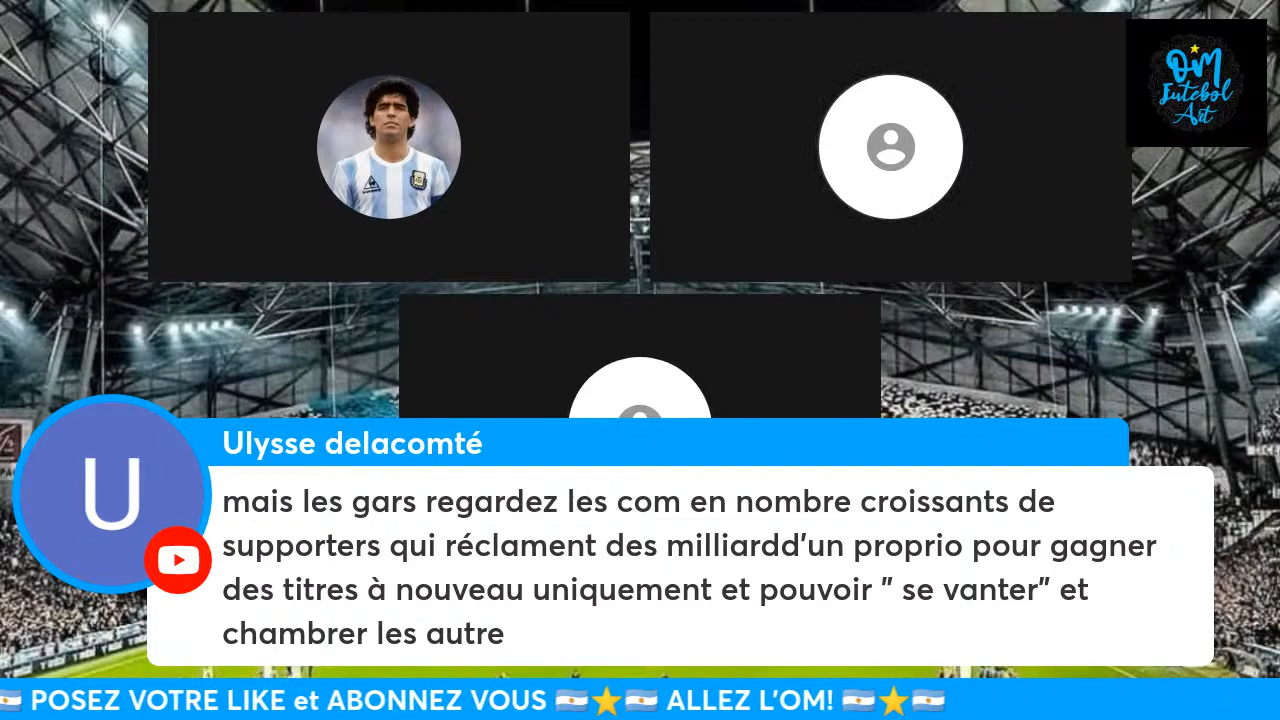 OM
Futebol
Art
Ulysse delacomté
mais les gars regardez les com en nombre croissants de
supporters qui réclament des milliardd'un proprio pour gagner
des titres à nouveau uniquement et pouvoir " se vanter" et
chambrer les autre
U
POSEZ VOTRE LIKE et ABONNEZ VOUS 🇦🇷⭐🇦🇷 ALLEZ L'OM! 🇦🇷⭐🇦🇷